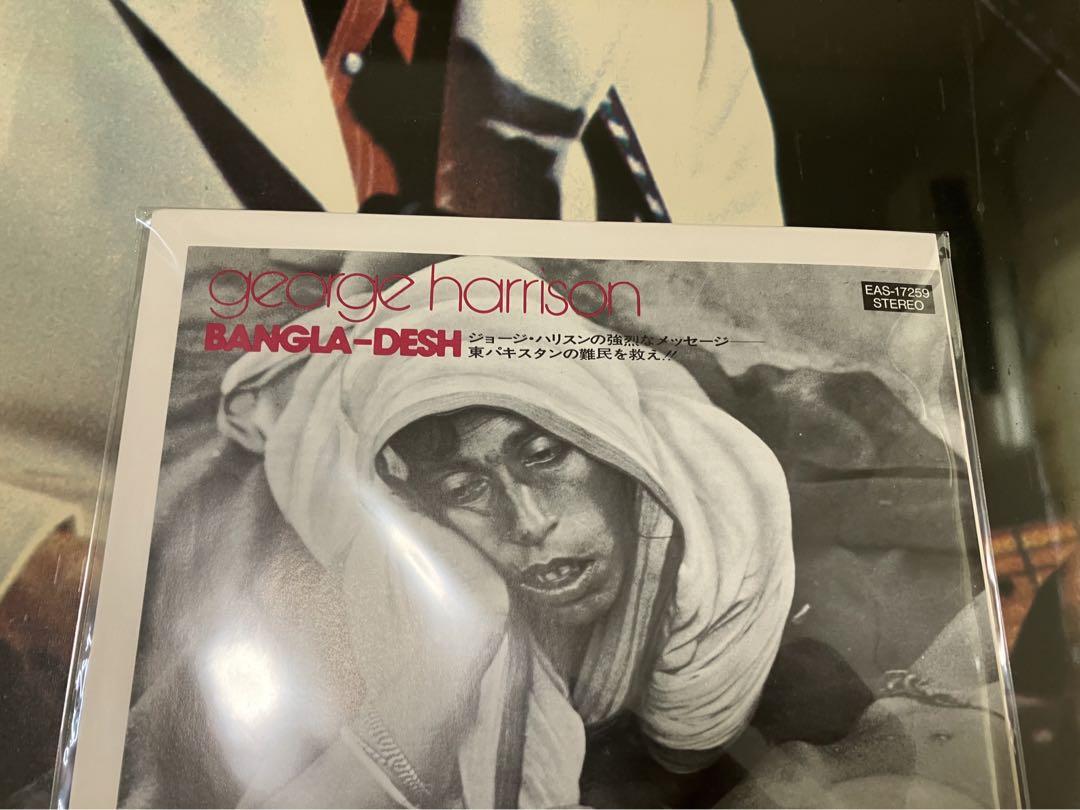 george harrison
EAS-17259
STEREO
BANGLA-DESH
ジョージ・ハリスンの強烈なメッセージ——
東パキスタンの難民を救え!!